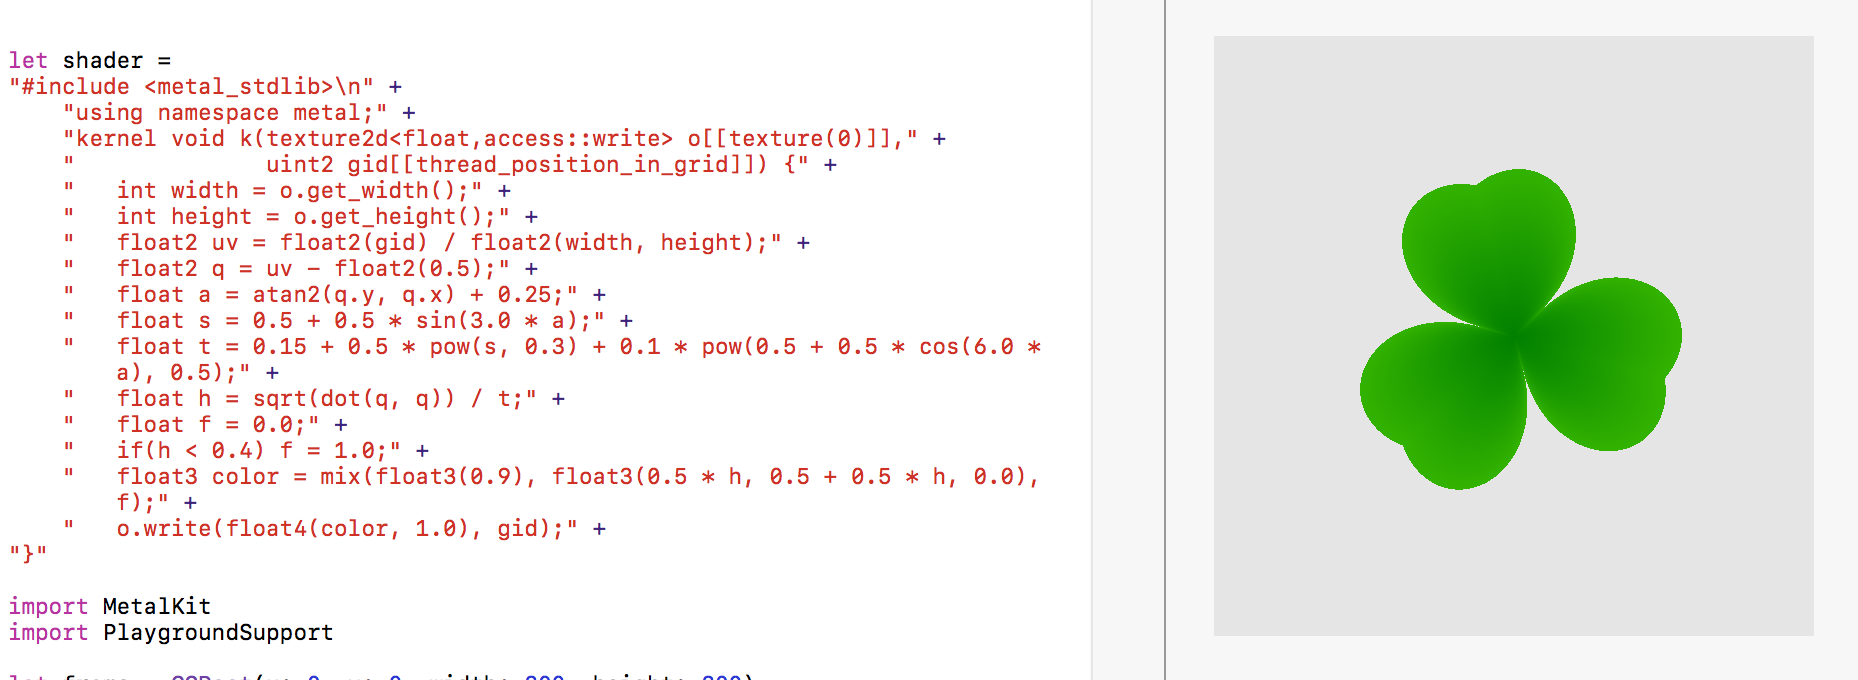 let shader =
"#include <metal_stdlib>\n" +
"using namespace metal;" +
"kernel void k(texture2d<float,access::write> o[[texture(0)]]," +
"              uint2 gid[[thread_position_in_grid]]) {" +
"   int width = o.get_width();" +
"   int height = o.get_height();" +
"   float2 uv = float2(gid) / float2(width, height);" +
"   float2 q = uv - float2(0.5);" +
"   float a = atan2(q.y, q.x) + 0.25;" +
"   float s = 0.5 + 0.5 * sin(3.0 * a);" +
"   float t = 0.15 + 0.5 * pow(s, 0.3) + 0.1 * pow(0.5 + 0.5 * cos(6.0 *
a), 0.5);" +
"   float h = sqrt(dot(q, q)) / t;" +
"   float f = 0.0;" +
"   if(h < 0.4) f = 1.0;" +
"   float3 color = mix(float3(0.9), float3(0.5 * h, 0.5 + 0.5 * h, 0.0),
f);" +
"   o.write(float4(color, 1.0), gid);" +
"}"
import MetalKit
import PlaygroundSupport